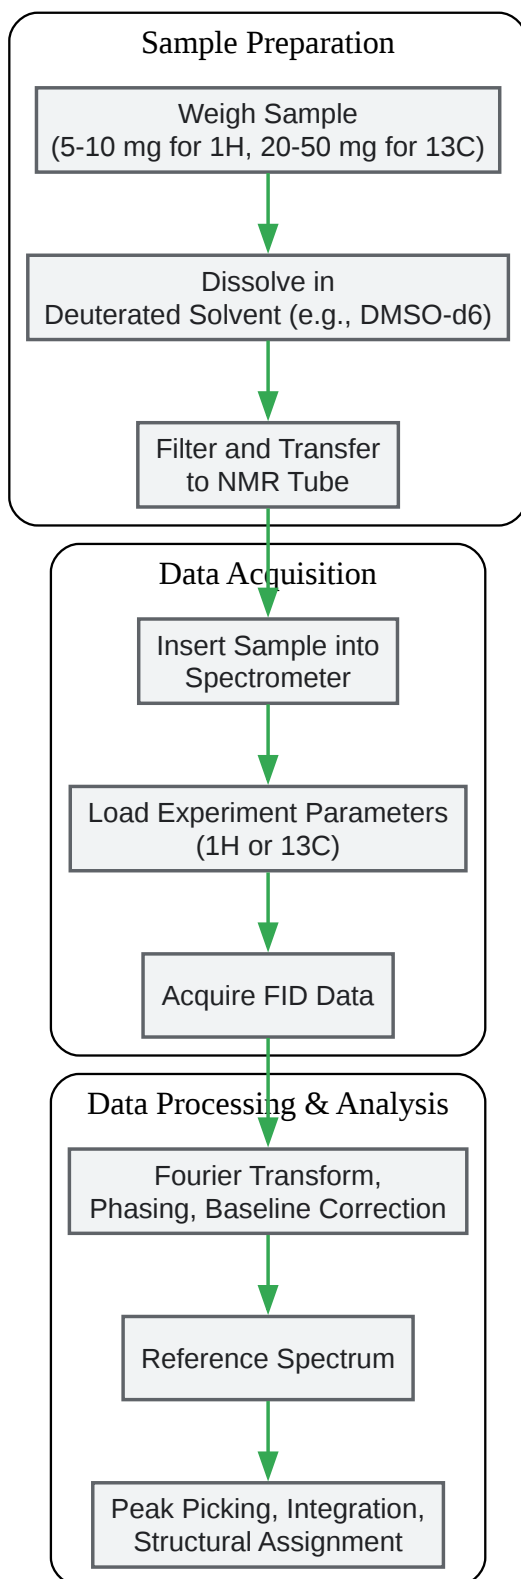 Sample Preparation
Weigh Sample
(5-10 mg for 1H, 20-50 mg for 13C)
Dissolve in
Deuterated Solvent (e.g., DMSO-d6)
Filter and Transfer
to NMR Tube
Data Acquisition
Insert Sample into
Spectrometer
Load Experiment Parameters
(1H or 13C)
Acquire FID Data
Data Processing & Analysis
Fourier Transform,
Phasing, Baseline Correction
Reference Spectrum
Peak Picking, Integration,
Structural Assignment